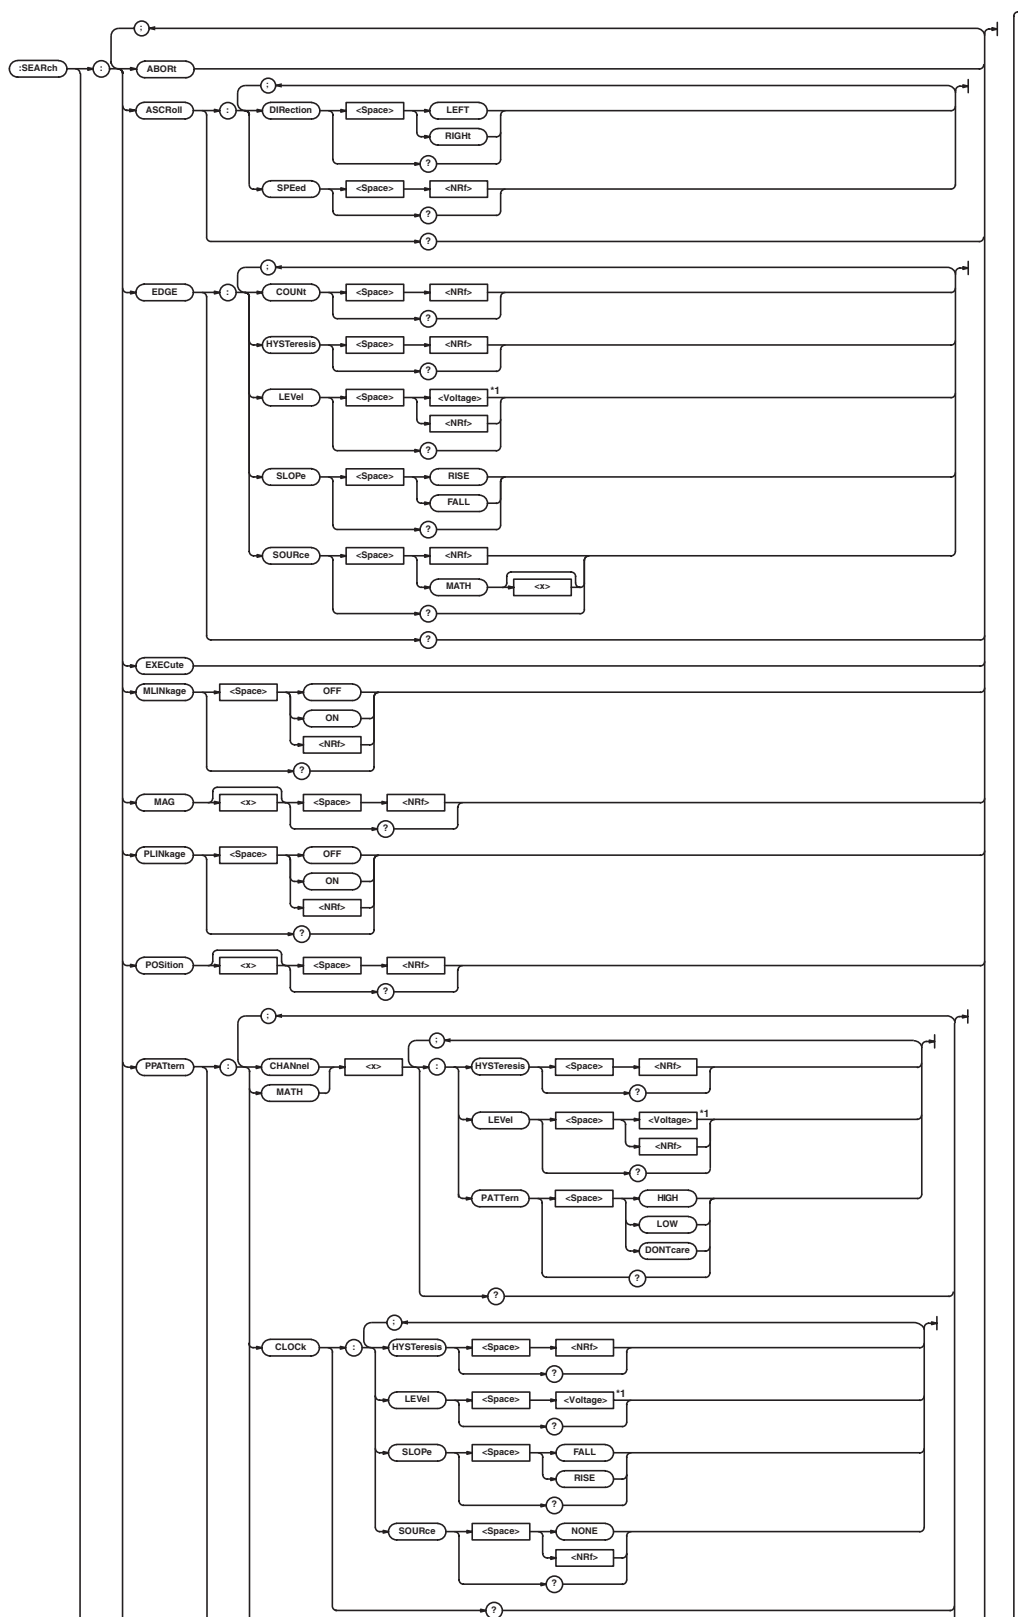 ;
:SEARch : ABORt
;
ASCRoll : DIRection <Space> LEFT
RIGHt
?
SPEed <Space> <NRf>
?
?
;
EDGE : COUNt <Space> <NRf>
?
HYSTeresis <Space> <NRf>
?
LEVel <Space> <Voltage> *1
<NRf>
?
SLOPe <Space> RISE
FALL
?
SOURce <Space> <NRf>
MATH <x>
?
?
EXECute
MLINkage <Space> OFF
ON
<NRf>
?
MAG <x> <Space> <NRf>
?
PLINkage <Space> OFF
ON
<NRf>
?
POSition <x> <Space> <NRf>
?
;
;
PPATtern : CHANnel <x> : HYSTeresis <Space> <NRf>
MATH ?
LEVel <Space> <Voltage> *1
<NRf>
?
PATTern <Space> HIGH
LOW
DONTcare
?
?
;
CLOCk : HYSTeresis <Space> <NRf>
?
LEVel <Space> <Voltage> *1
?
SLOPe <Space> FALL
RISE
?
SOURce <Space> NONE
<NRf>
?
?